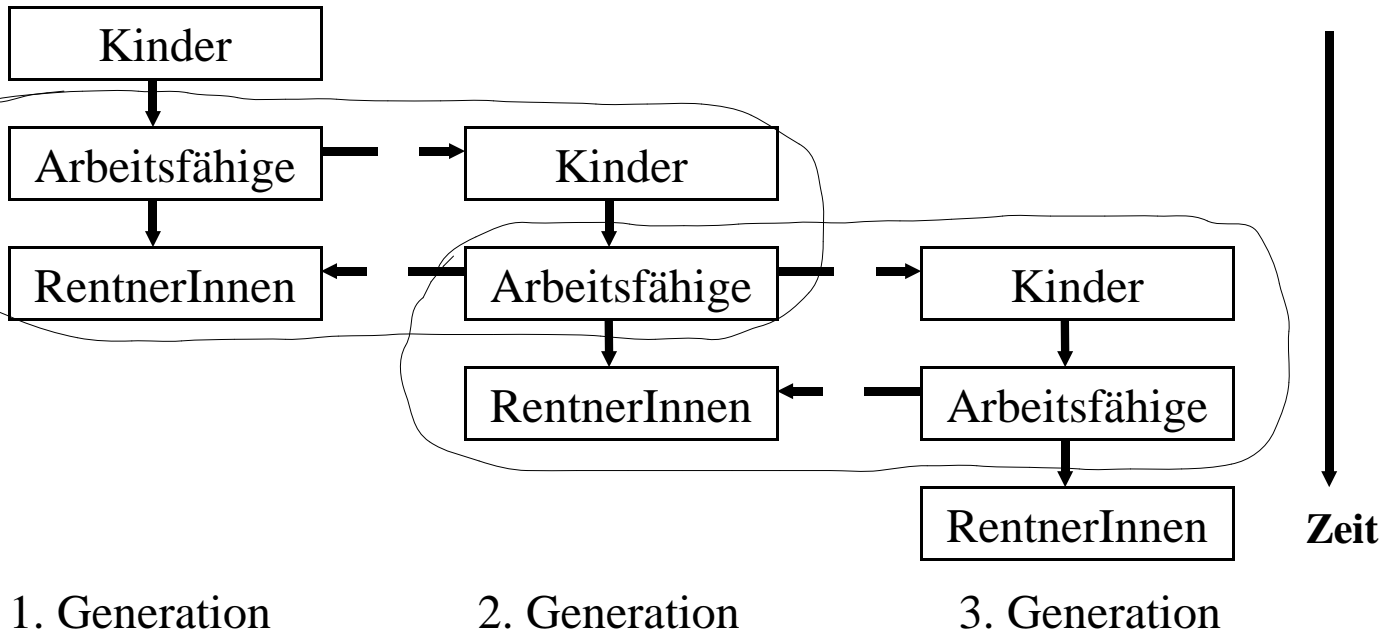 Kinder
Arbeitsfähige
Kinder
RentnerInnen
Arbeitsfähige
Kinder
RentnerInnen
Arbeitsfähige
RentnerInnen
Zeit
1. Generation
2. Generation
3. Generation